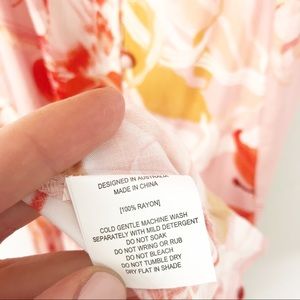 DESIGNED IN AUSTRALIA
MADE IN CHINA
[100% RAYON]
COLD GENTLE MACHINE WASH
SEPARATELY WITH MILD DETERGENT
DO NOT SOAK
DO NOT WRING OR RUB
DO NOT BLEACH
DO NOT TUMBLE DRY
DRY FLAT IN SHADE